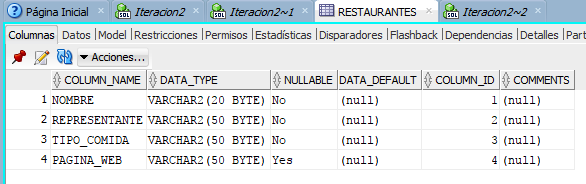 Página Inicial Iteracion2 Iteracion2~1 RESTAURANTES Iteracion2~2
Columnas Datos Model Restricciones Permisos Estadísticas Disparadores Flashback Dependencias Detalles Part
Acciones...
COLUMN_NAME DATA_TYPE NULLABLE DATA_DEFAULT COLUMN_ID COMMENTS
1 NOMBRE VARCHAR2(20 BYTE) No (null) 1 (null)
2 REPRESENTANTE VARCHAR2(50 BYTE) No (null) 2 (null)
3 TIPO_COMIDA VARCHAR2(50 BYTE) No (null) 3 (null)
4 PAGINA_WEB VARCHAR2(50 BYTE) Yes (null) 4 (null)